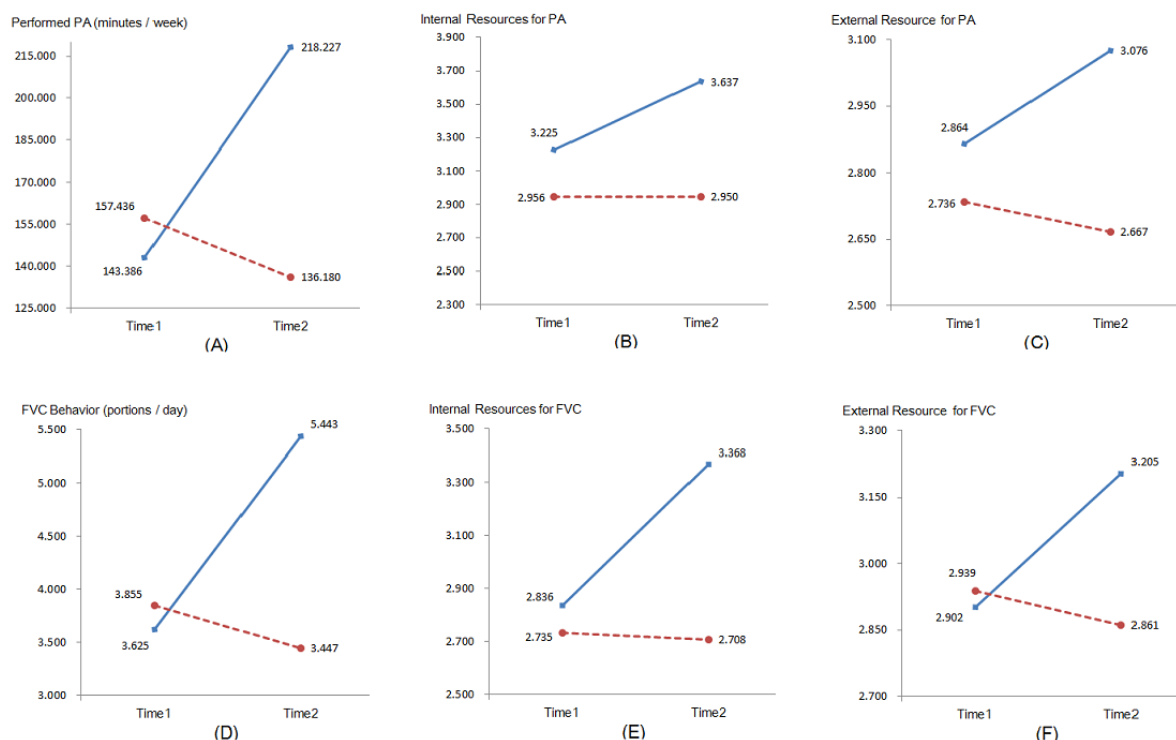 Performed PA (minutes / week)
215.000
200.000
185.000
170.000
155.000
140.000
125.000
218.227
157.436
143.386
136.180
Time1
Time2
(A)
Internal Resources for PA
3.900
3.700
3.500
3.300
3.100
2.900
2.700
2.500
2.300
3.637
3.225
2.956
2.950
Time1
Time2
(B)
External Resource for PA
3.100
2.950
2.800
2.650
2.500
3.076
2.864
2.736
2.667
Time1
Time2
(C)
FVC Behavior (portions / day)
5.500
5.000
4.500
4.000
3.500
3.000
5.443
3.855
3.625
3.447
Time1
Time2
(D)
Internal Resources for FVC
3.500
3.300
3.100
2.900
2.700
2.500
3.368
2.836
2.735
2.708
Time1
Time2
(E)
External Resource for FVC
3.300
3.150
3.000
2.850
2.700
3.205
2.939
2.902
2.861
Time1
Time2
(F)